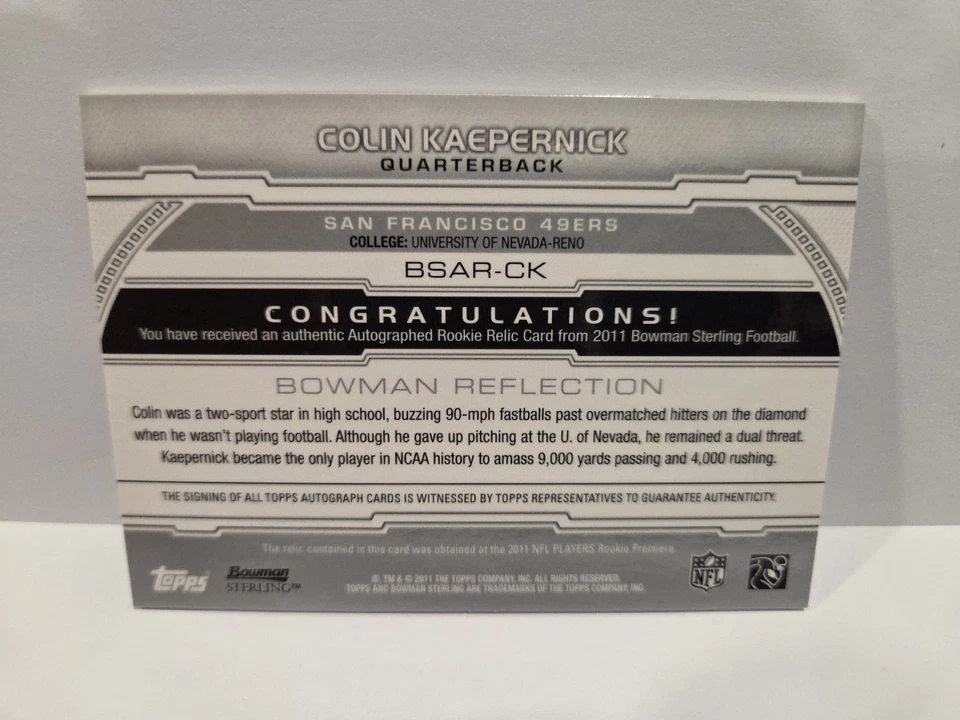 COLIN KAEPERNICK
QUARTERBACK
SAN FRANCISCO 49ERS
COLLEGE: UNIVERSITY OF NEVADA-RENO
BSAR-CK
CONGRATULATIONS!
You have received an authentic Autographed Rookie Relic Card from 2011 Bowman Sterling Football.
BOWMAN REFLECTION
Colin was a two-sport star in high school, buzzing 90-mph fastballs past overmatched hitters on the diamond
when he wasn't playing football. Although he gave up pitching at the U. of Nevada, he remained a dual threat.
Kaepernick became the only player in NCAA history to amass 9,000 yards passing and 4,000 rushing.
THE SIGNING OF ALL TOPPS AUTOGRAPH CARDS IS WITNESSED BY TOPPS REPRESENTATIVES TO GUARANTEE AUTHENTICITY.
The relic contained in this card was obtained at the 2011 NFL PLAYERS Rookie Premiere.
topps
Bowman
STERLING™
®, TM & © 2011 THE TOPPS COMPANY, INC. ALL RIGHTS RESERVED.
TOPPS AND BOWMAN STERLING ARE TRADEMARKS OF THE TOPPS COMPANY, INC.
NFL